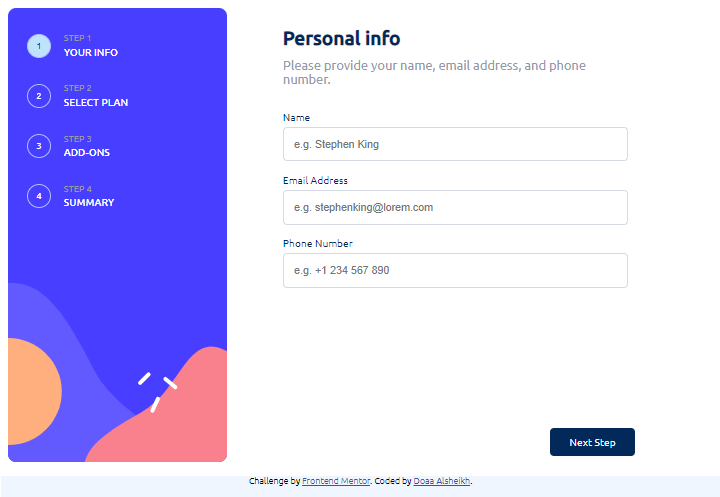 1
STEP 1
YOUR INFO
2
STEP 2
SELECT PLAN
3
STEP 3
ADD-ONS
4
STEP 4
SUMMARY
Personal info
Please provide your name, email address, and phone
number.
Name
e.g. Stephen King
Email Address
e.g. stephenking@lorem.com
Phone Number
e.g. +1 234 567 890
Next Step
Challenge by Frontend Mentor. Coded by Doaa Alsheikh.